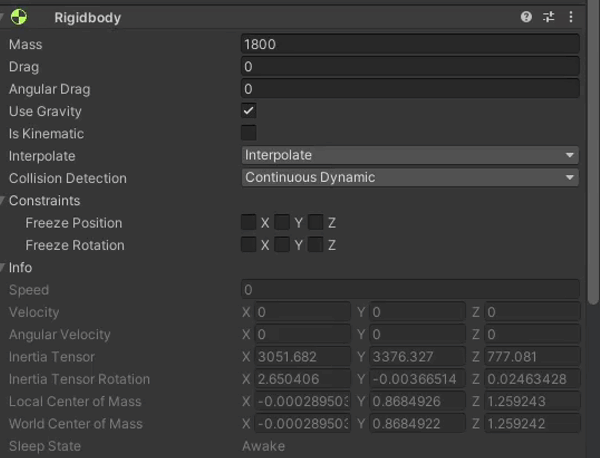 Rigidbody
Mass 1800
Drag 0
Angular Drag 0
Use Gravity
Is Kinematic
Interpolate Interpolate
Collision Detection Continuous Dynamic
Constraints
Freeze Position X Y Z
Freeze Rotation X Y Z
Info
Speed 0
Velocity X 0 Y 0 Z 0
Angular Velocity X 0 Y 0 Z 0
Inertia Tensor X 3051.682 Y 3376.327 Z 777.081
Inertia Tensor Rotation X 2.650406 Y -0.00366514 Z 0.02463428
Local Center of Mass X -0.000289503 Y 0.8684926 Z 1.259243
World Center of Mass X -0.000289503 Y 0.8684922 Z 1.259242
Sleep State Awake